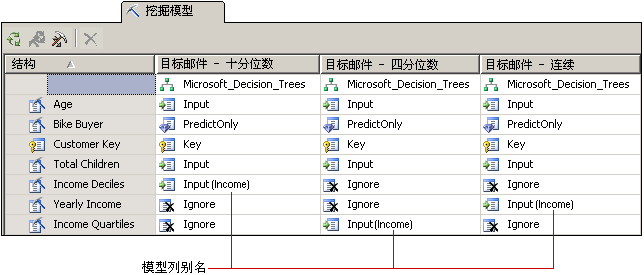 挖掘模型
结构 目标邮件 - 十分位数 目标邮件 - 四分位数 目标邮件 - 连续
Microsoft_Decision_Trees Microsoft_Decision_Trees Microsoft_Decision_Trees
Age Input Input Input
Bike Buyer PredictOnly PredictOnly PredictOnly
Customer Key Key Key Key
Total Children Input Input Input
Income Deciles Input(Income) Ignore Ignore
Yearly Income Ignore Ignore Input(Income)
Income Quartiles Ignore Input(Income) Ignore
模型列别名